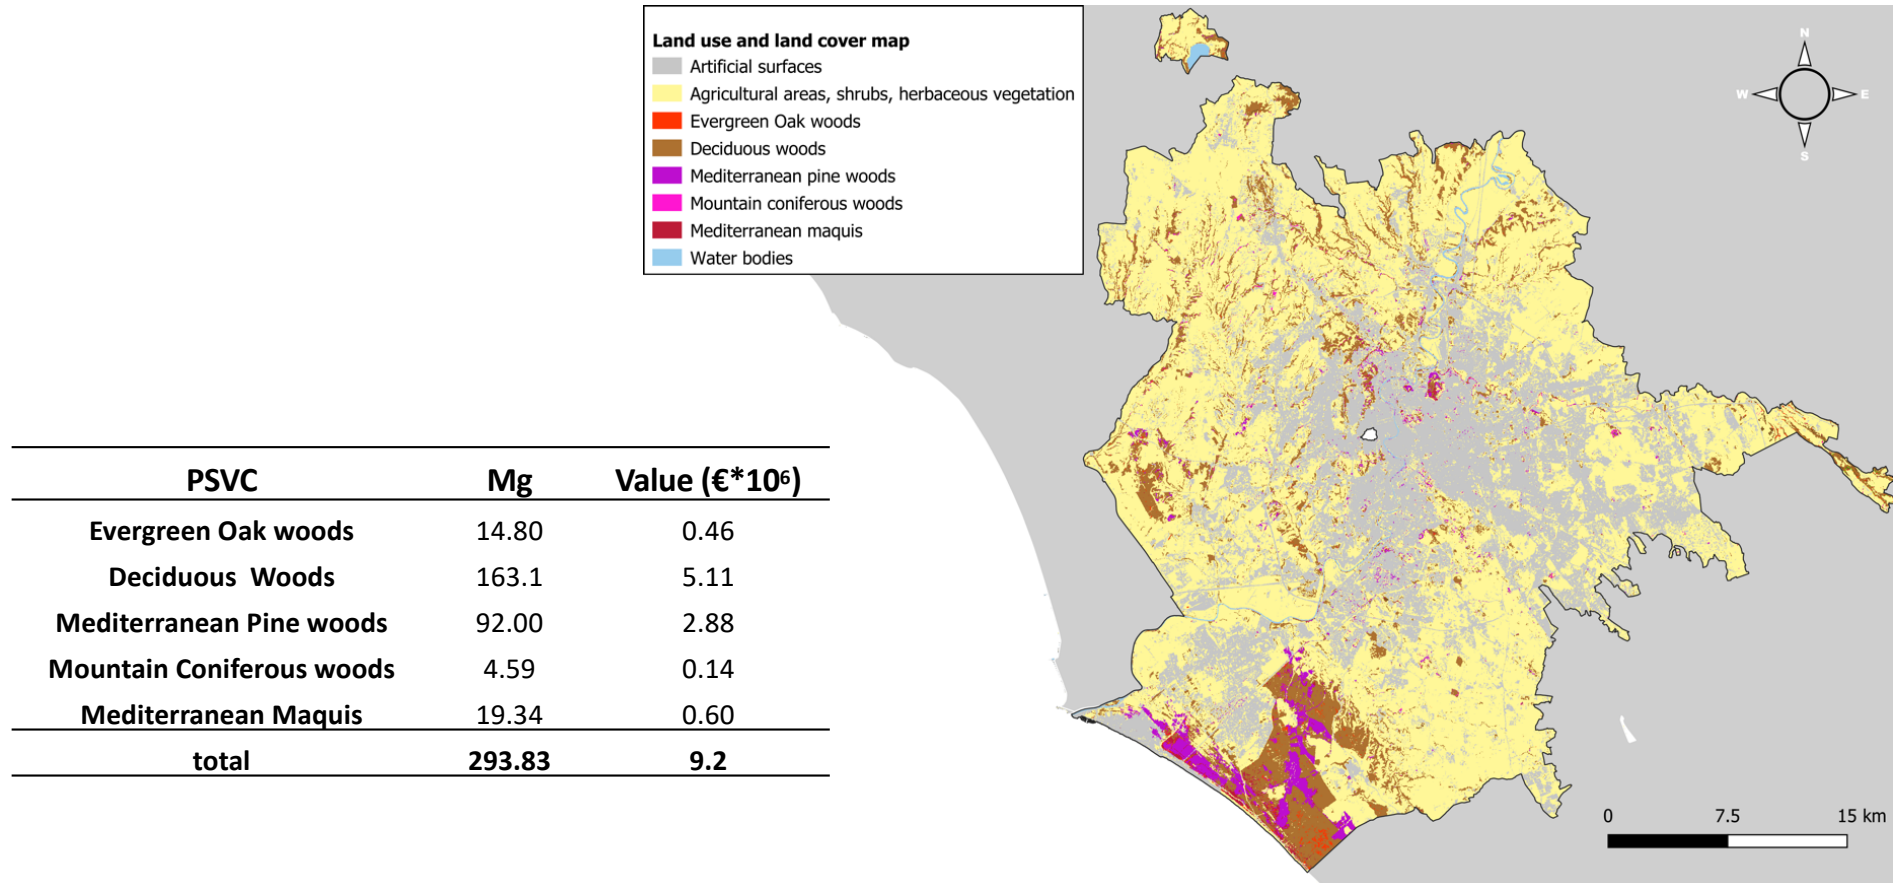 Land use and land cover map
Artificial surfaces
Agricultural areas, shrubs, herbaceous vegetation
Evergreen Oak woods
Deciduous woods
Mediterranean pine woods
Mountain coniferous woods
Mediterranean maquis
Water bodies
N
W E
S
PSVC Mg Value (€*10⁶)
Evergreen Oak woods 14.80 0.46
Deciduous Woods 163.1 5.11
Mediterranean Pine woods 92.00 2.88
Mountain Coniferous woods 4.59 0.14
Mediterranean Maquis 19.34 0.60
total 293.83 9.2
0 7.5 15 km